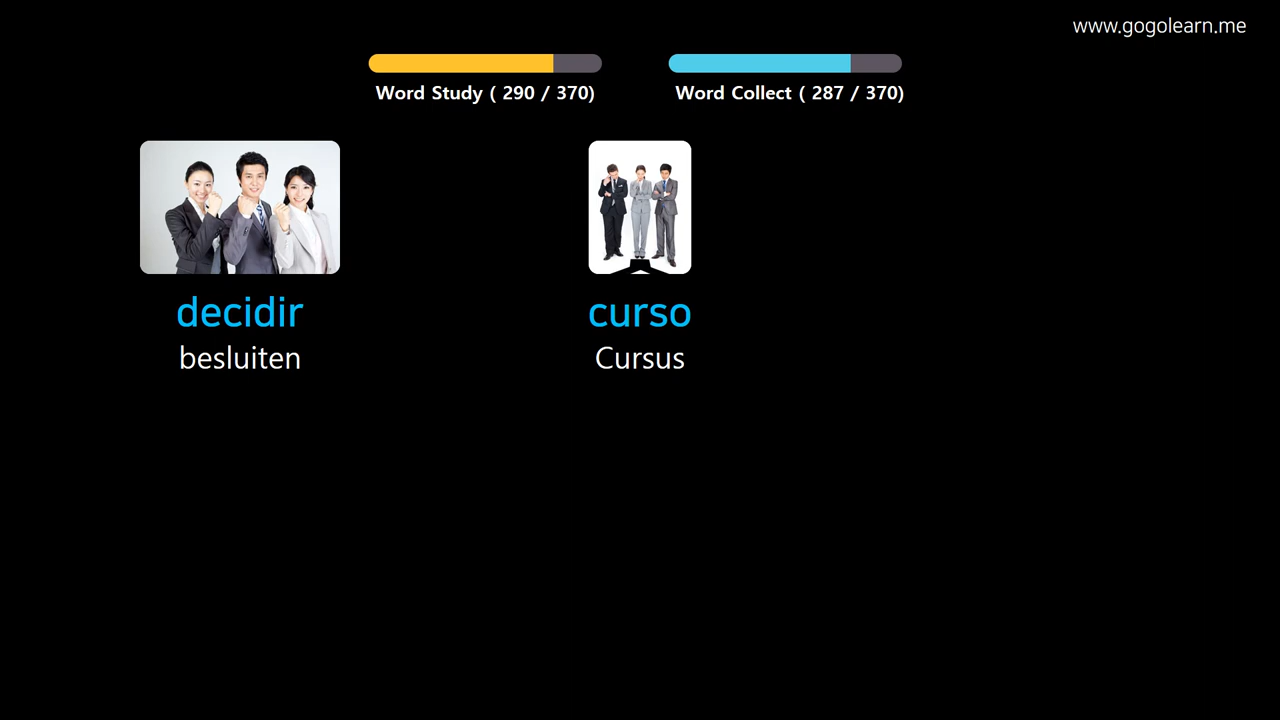 www.gogolearn.me
Word Study ( 290 / 370)
Word Collect ( 287 / 370)
decidir
besluiten
curso
Cursus